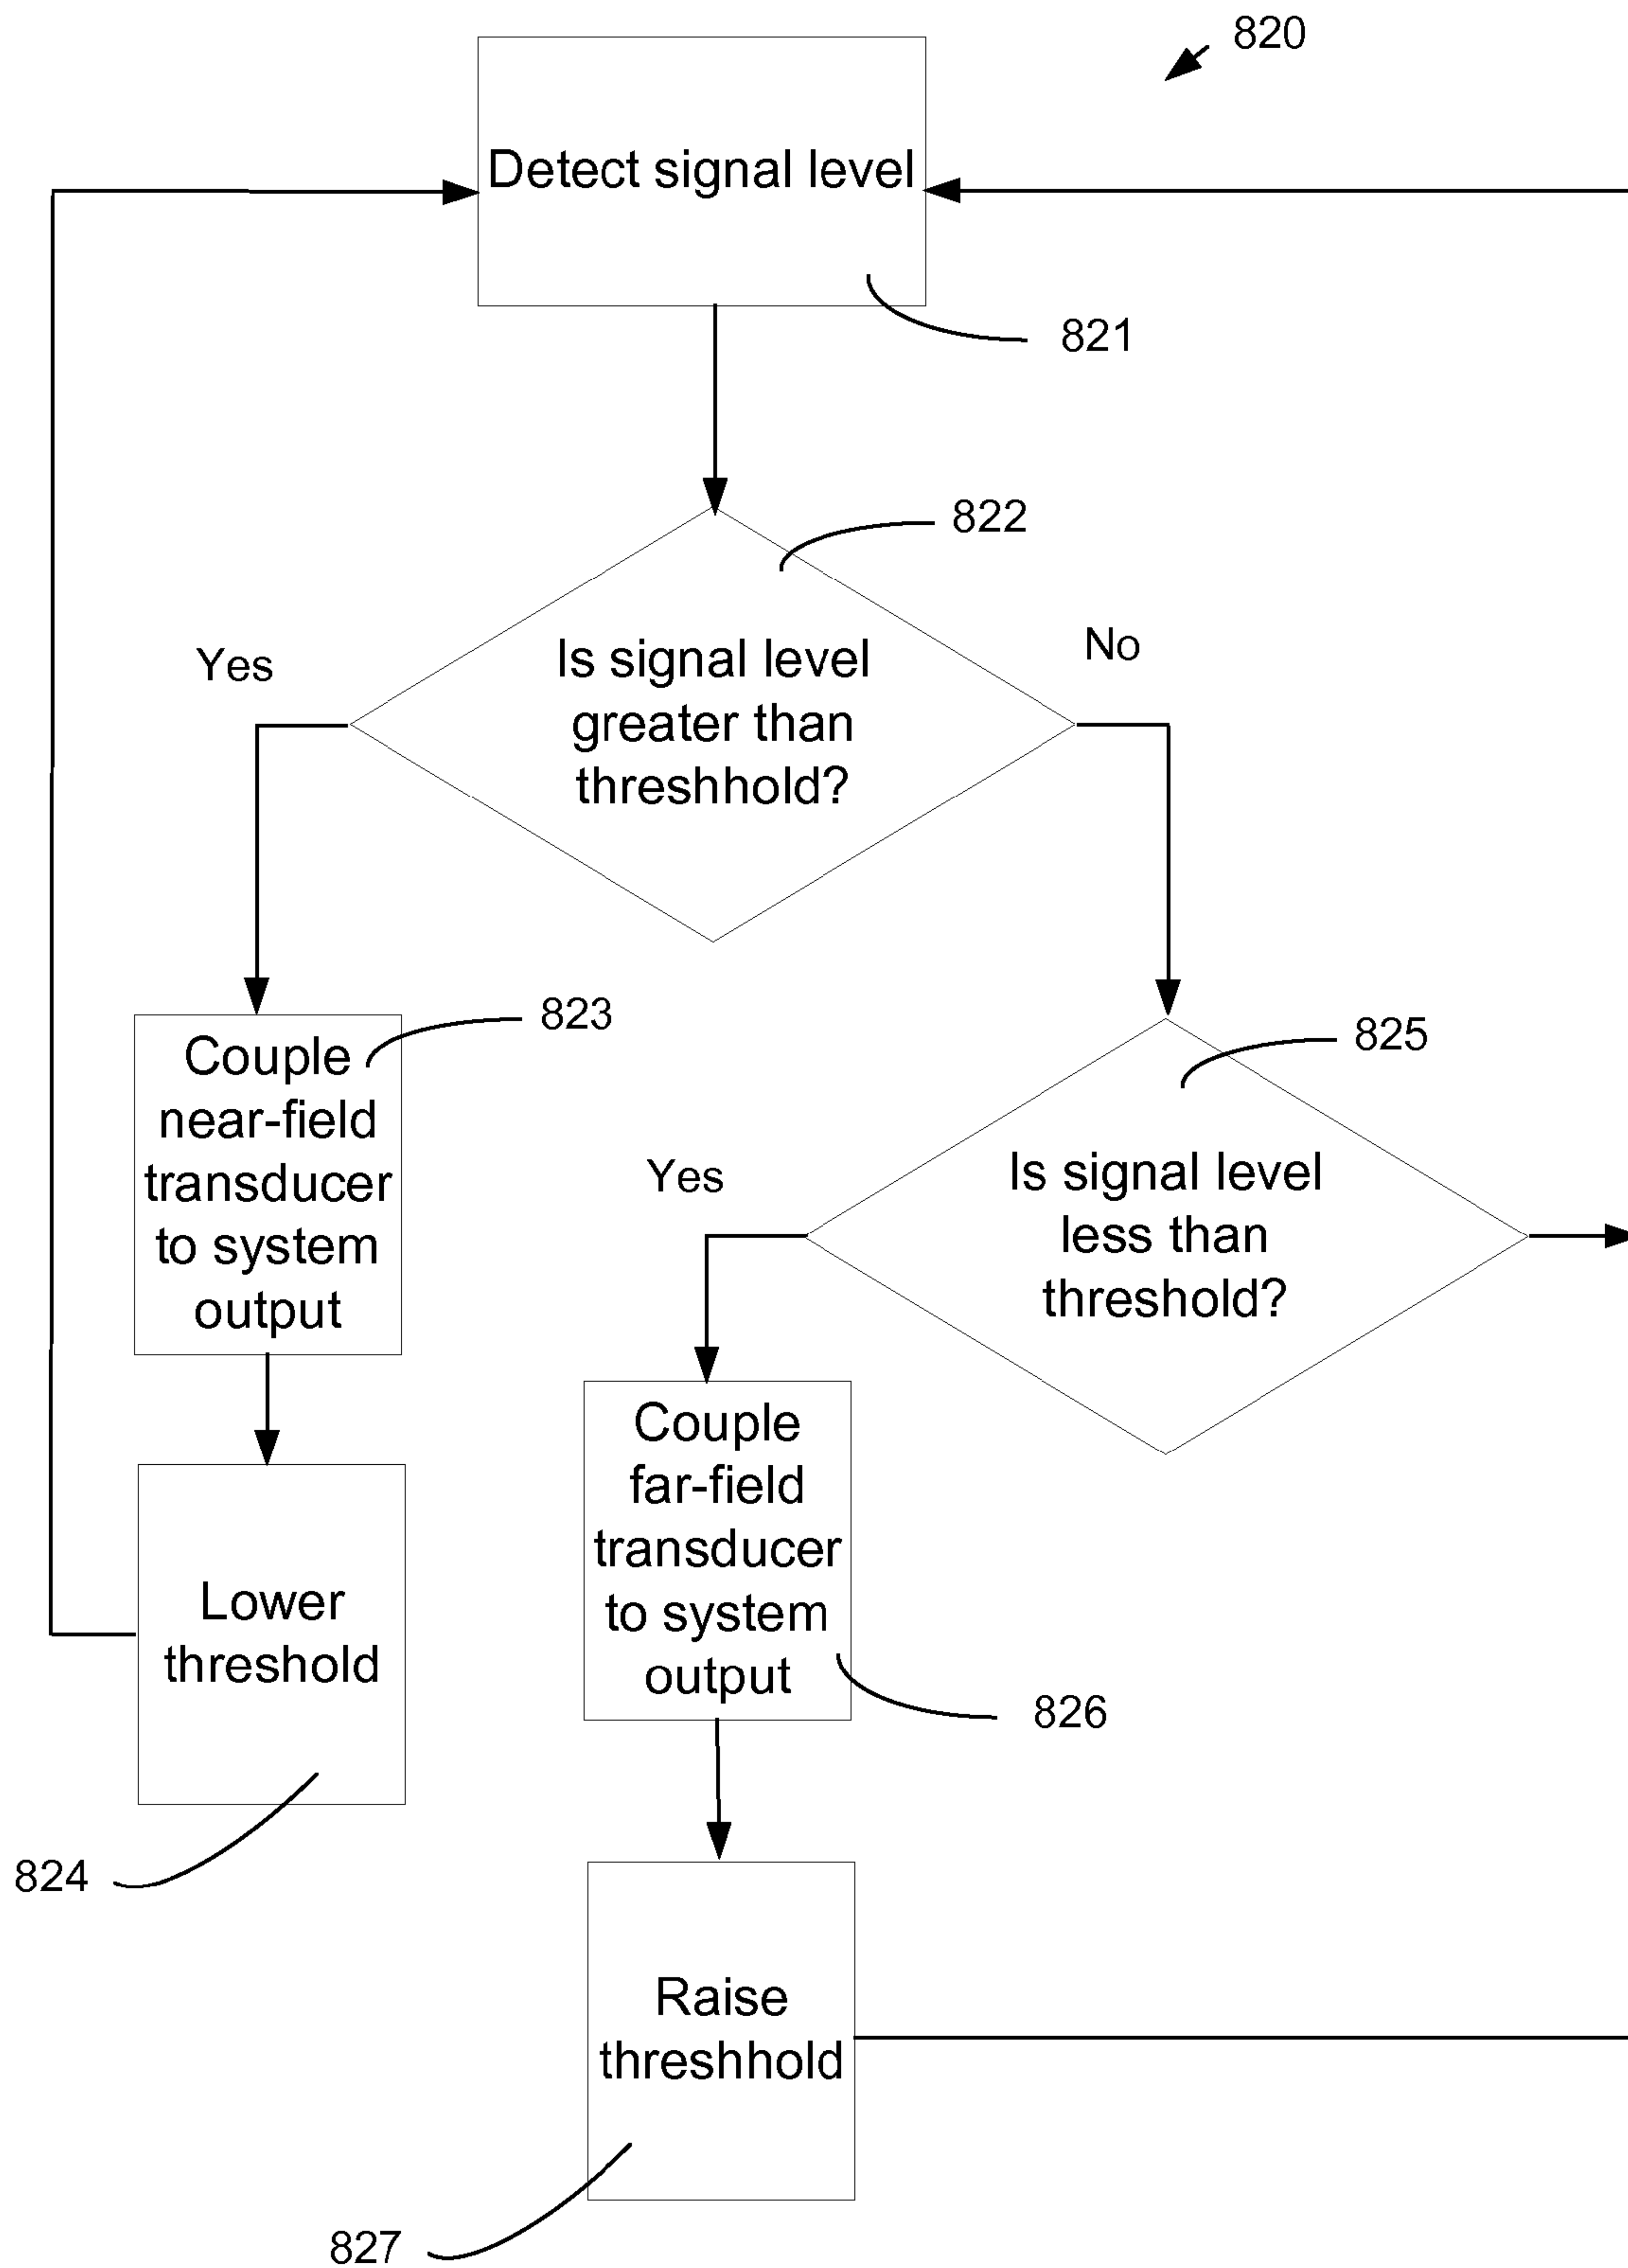 820
Detect signal level
821
822
Yes
No
Is signal level
greater than
threshhold?
823
Couple
near-field
transducer
to system
output
825
Yes
Is signal level
less than
threshold?
Couple
far-field
transducer
to system
output
826
Lower
threshold
824
Raise
threshhold
827